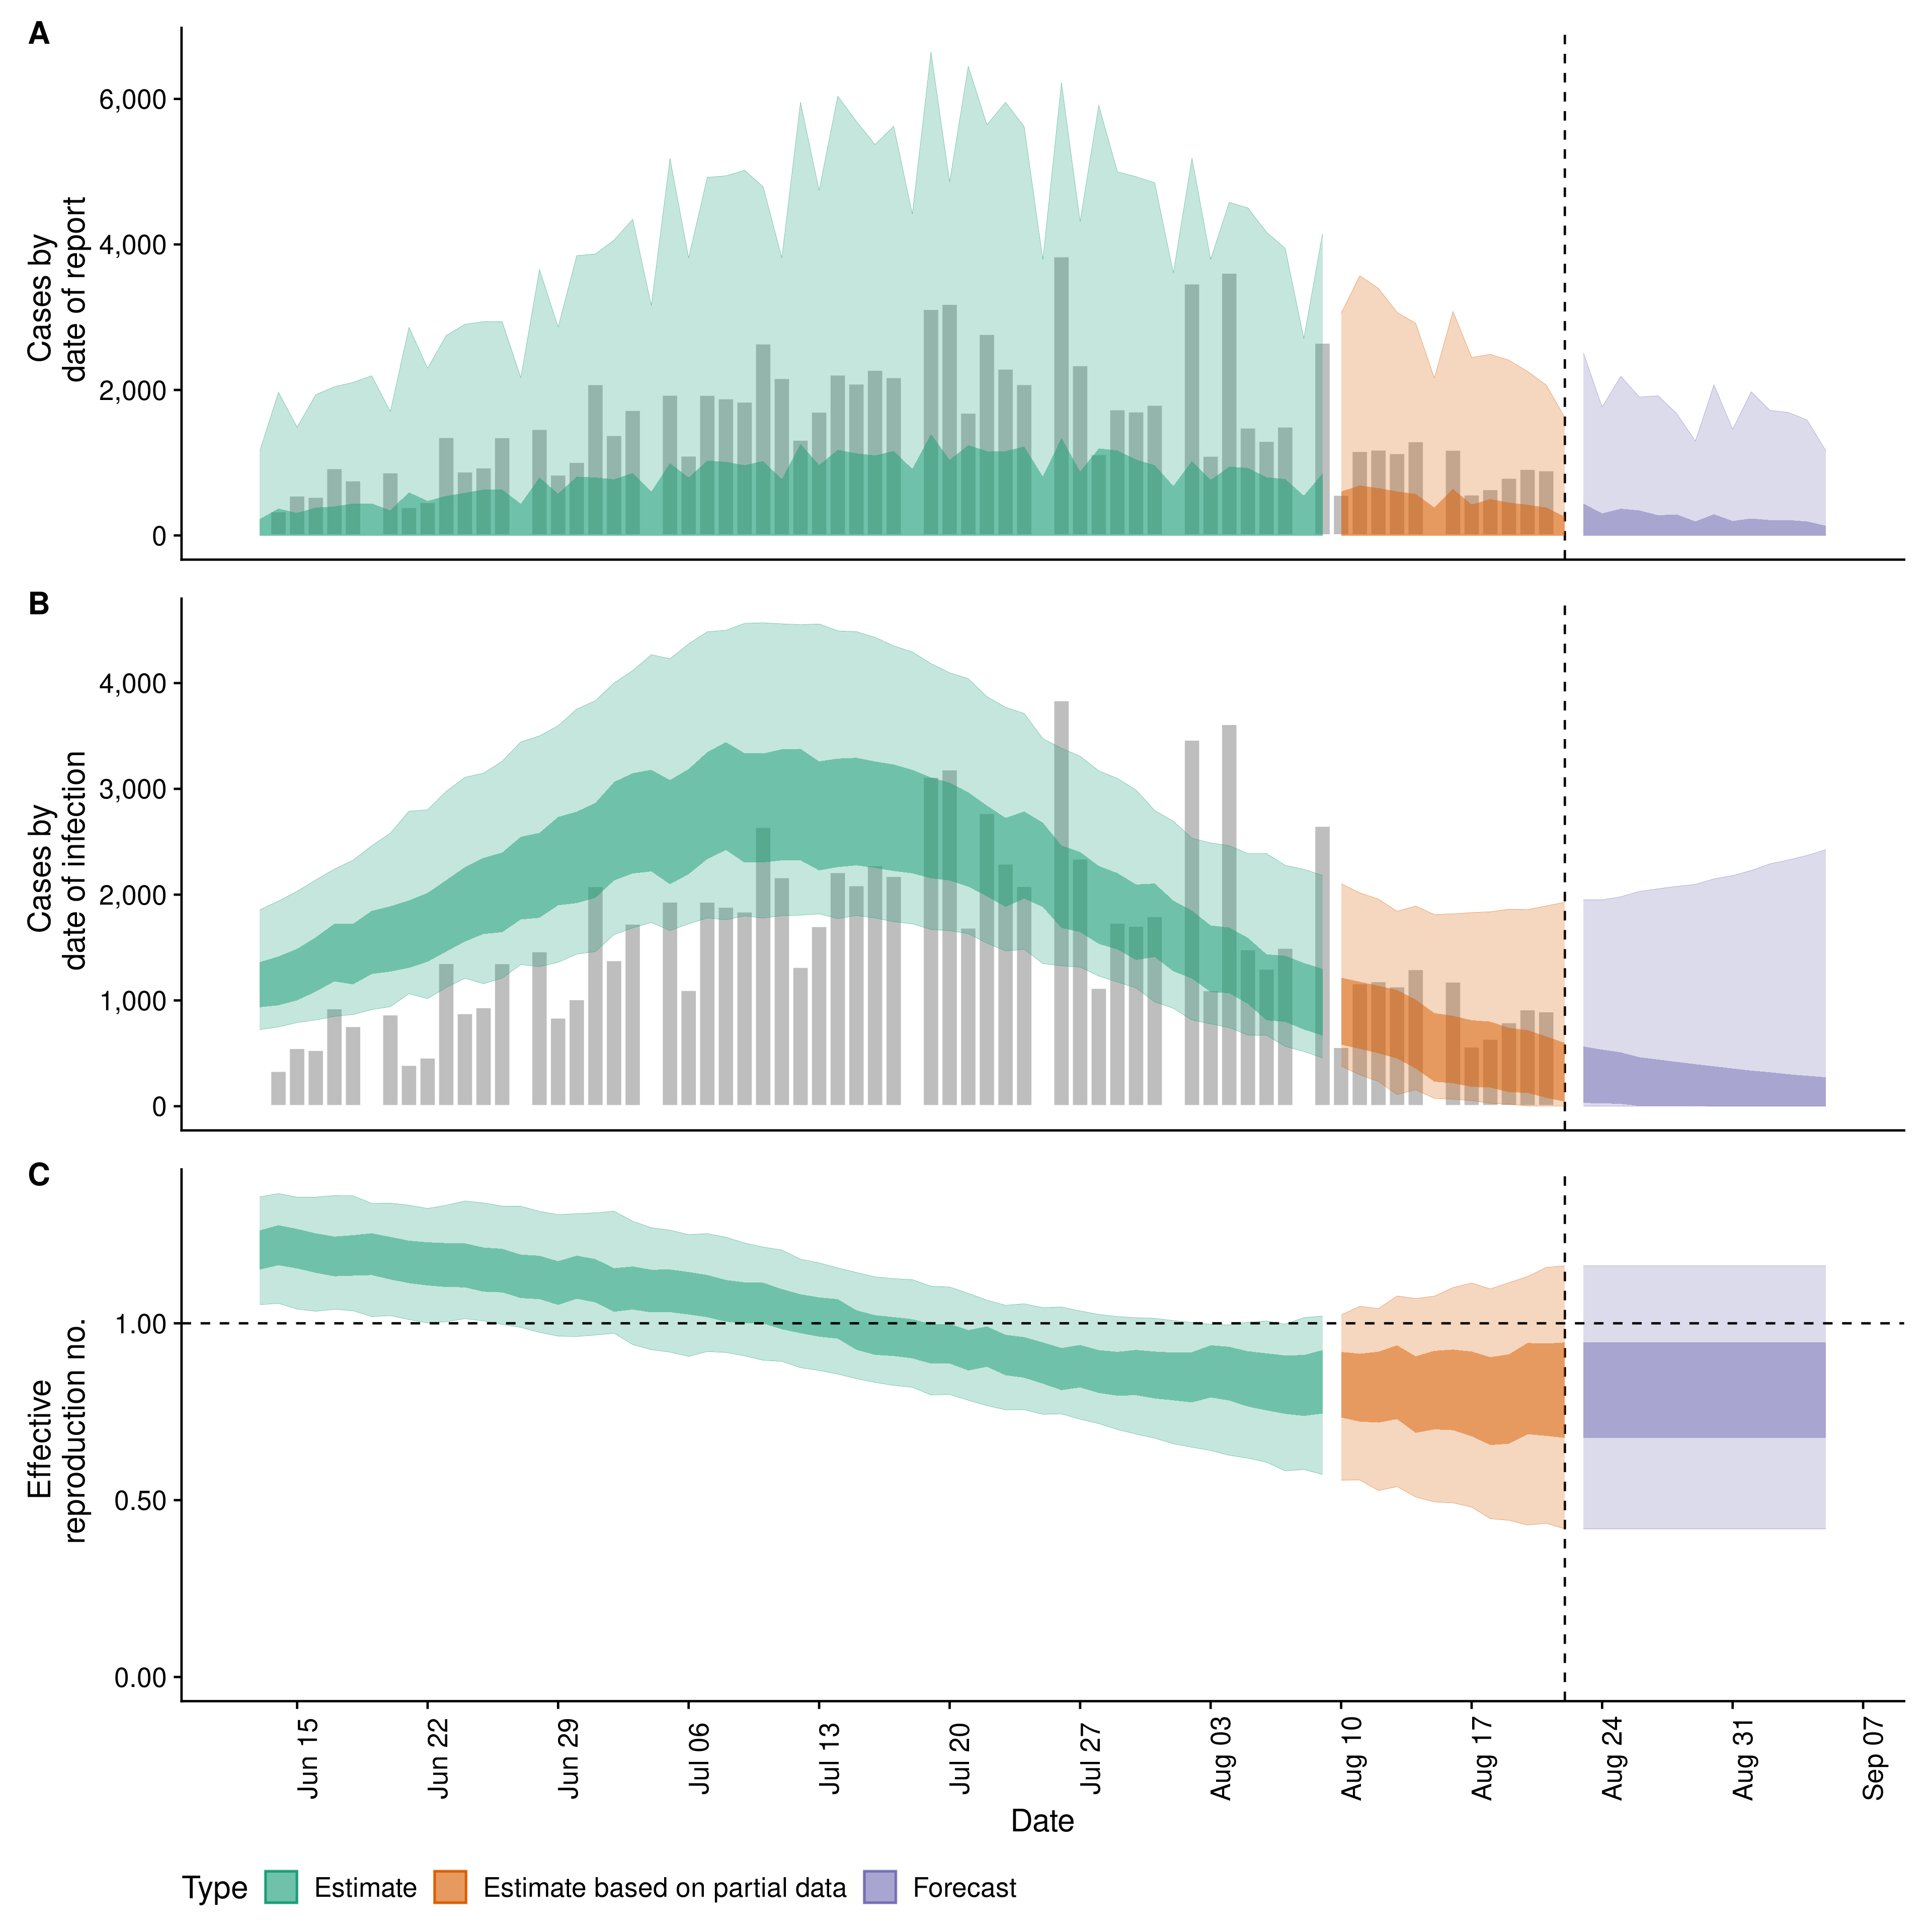 A
Cases by
date of report
6,000
4,000
2,000
0
B
Cases by
date of infection
4,000
3,000
2,000
1,000
0
C
Effective
reproduction no.
1.00
0.50
0.00
Jun 15
Jun 22
Jun 29
Jul 06
Jul 13
Jul 20
Jul 27
Aug 03
Aug 10
Aug 17
Aug 24
Aug 31
Sep 07
Date
Type Estimate Estimate based on partial data Forecast